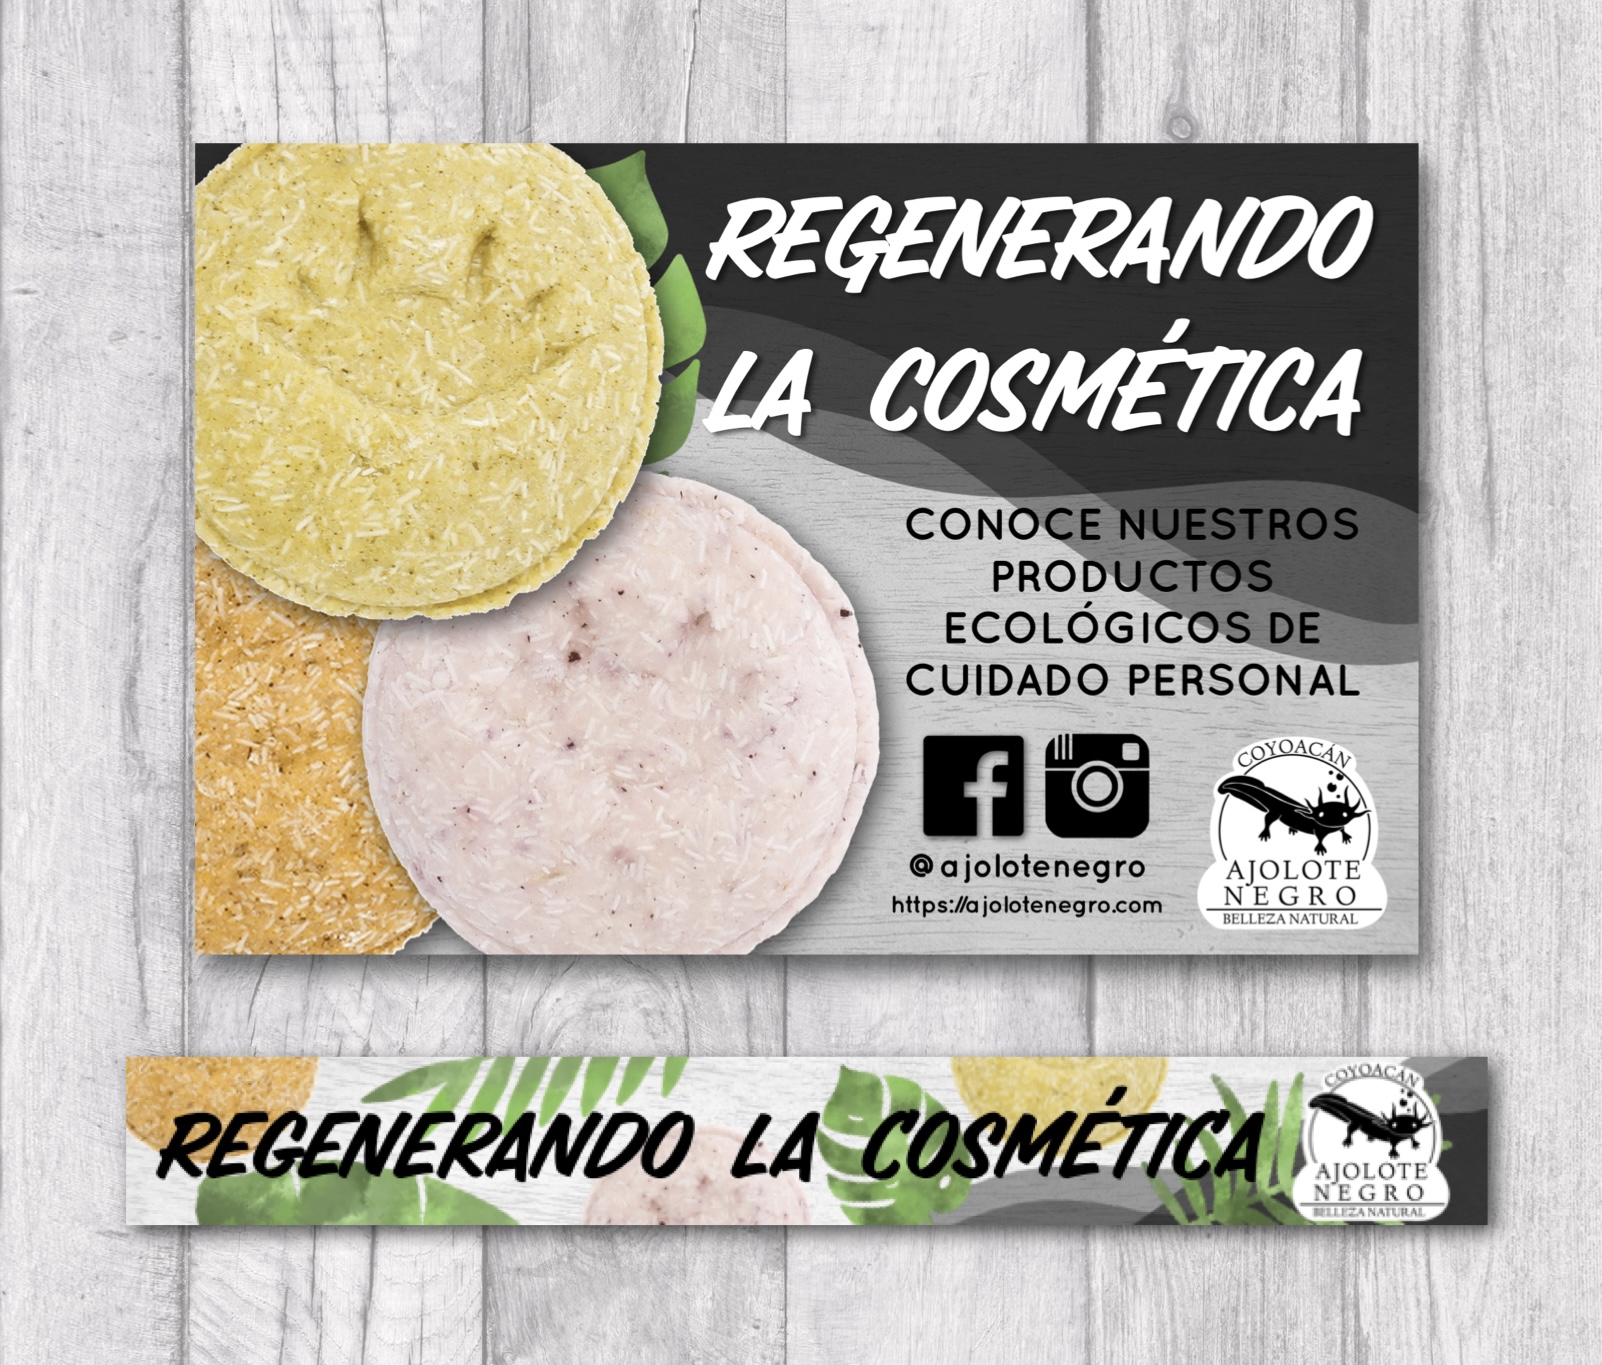 REGENERANDO
LA COSMÉTICA
CONOCE NUESTROS
PRODUCTOS
ECOLÓGICOS DE
CUIDADO PERSONAL
@ajolotenegro
https://ajolotenegro.com
COYOACÁN
AJOLOTE
NEGRO
BELLEZA NATURAL
REGENERANDO LA COSMÉTICA
COYOACÁN
AJOLOTE
NEGRO
BELLEZA NATURAL